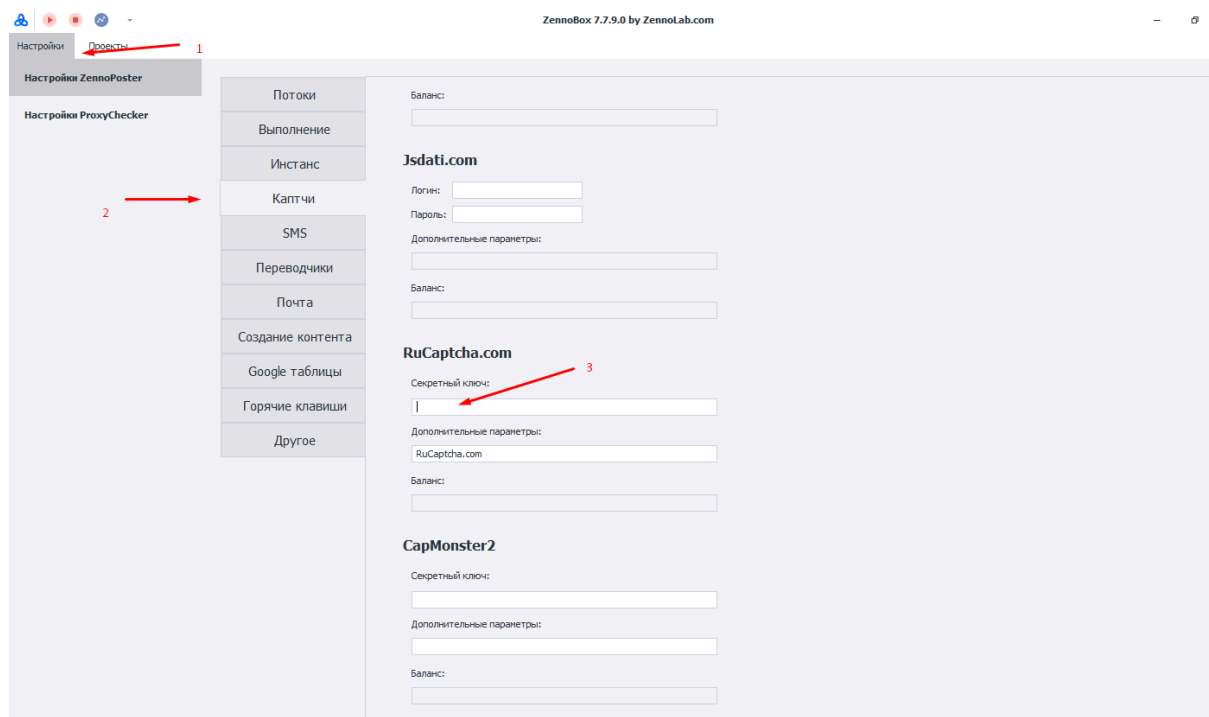 ZennoBox 7.7.9.0 by ZennoLab.com
Настройки
Проекты
1
Настройки ZennoPoster
Настройки ProxyChecker
2
Потоки
Выполнение
Инстанс
Каптчи
SMS
Переводчики
Почта
Создание контента
Google таблицы
Горячие клавиши
Другое
Баланс:
Jsdati.com
Логин:
Пароль:
Дополнительные параметры:
Баланс:
RuCaptcha.com
3
Секретный ключ:
Дополнительные параметры:
RuCaptcha.com
Баланс:
CapMonster2
Секретный ключ:
Дополнительные параметры:
Баланс: